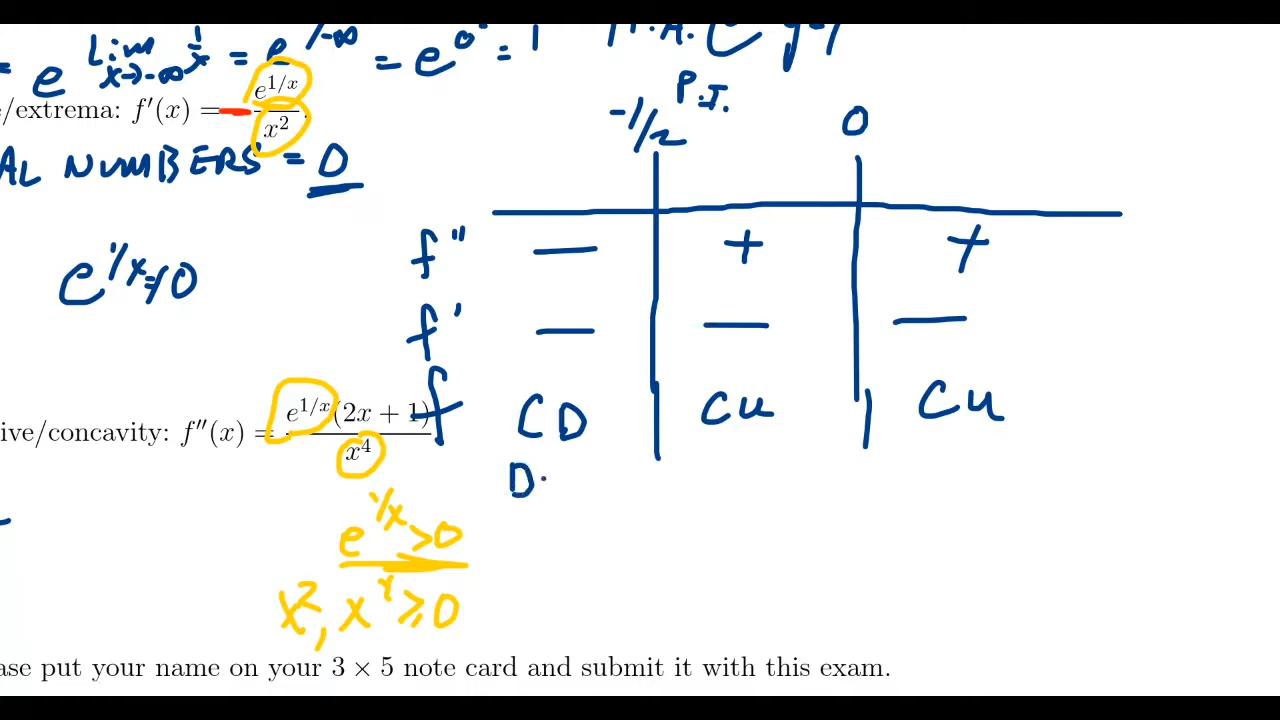 = e^{Lim x→-∞ 1/x} = e^{1/-∞} = e^{0^-} = 1
e/extrema: f′(x) = − e^{1/x} / x^2 .
P.I.
-1/2 0
AL NUMBERS = 0
f″ — + +
e^{1/x} ≠ 0
f′ — — —
f CD CU CU
ive/concavity: f″(x) = e^{1/x}(2x + 1) / x^4
D.
e^{1/x} > 0
x^2, x^4 ≥ 0
ase put your name on your 3 × 5 note card and submit it with this exam.